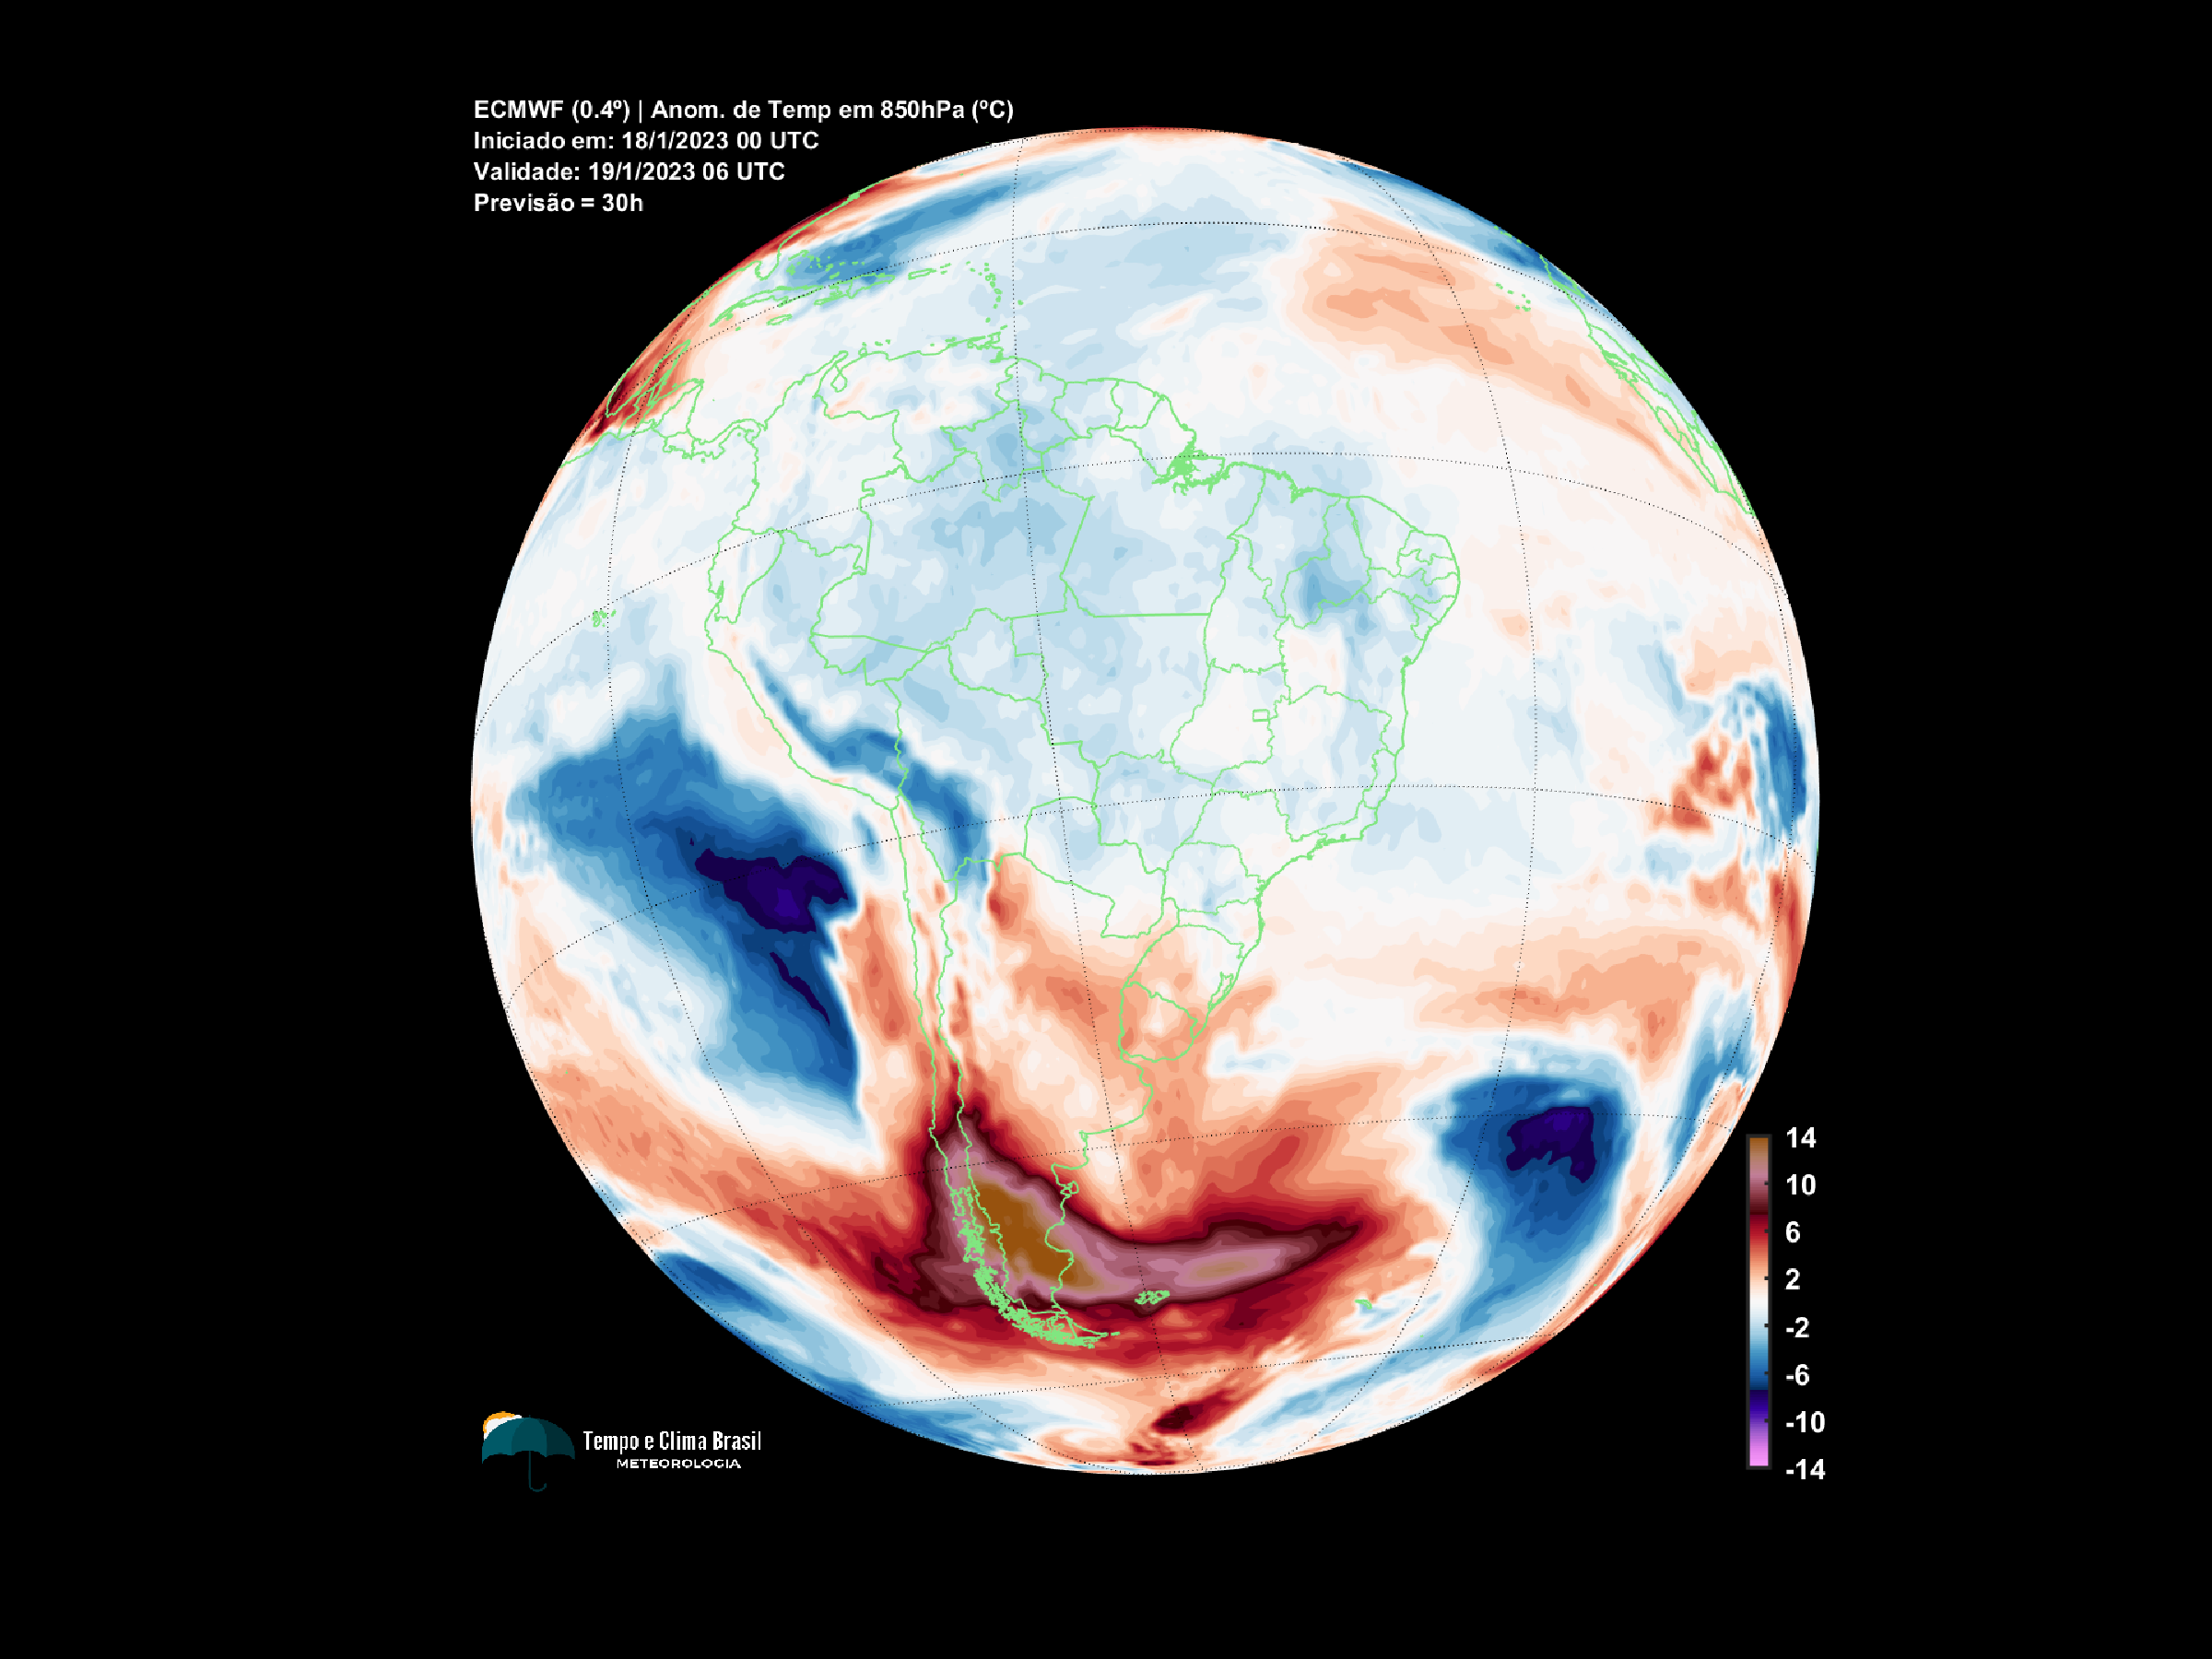 ECMWF (0.4º) | Anom. de Temp em 850hPa (ºC)
Iniciado em: 18/1/2023 00 UTC
Validade: 19/1/2023 06 UTC
Previsão = 30h
14
10
6
2
-2
-6
-10
-14
Tempo e Clima Brasil
METEOROLOGIA